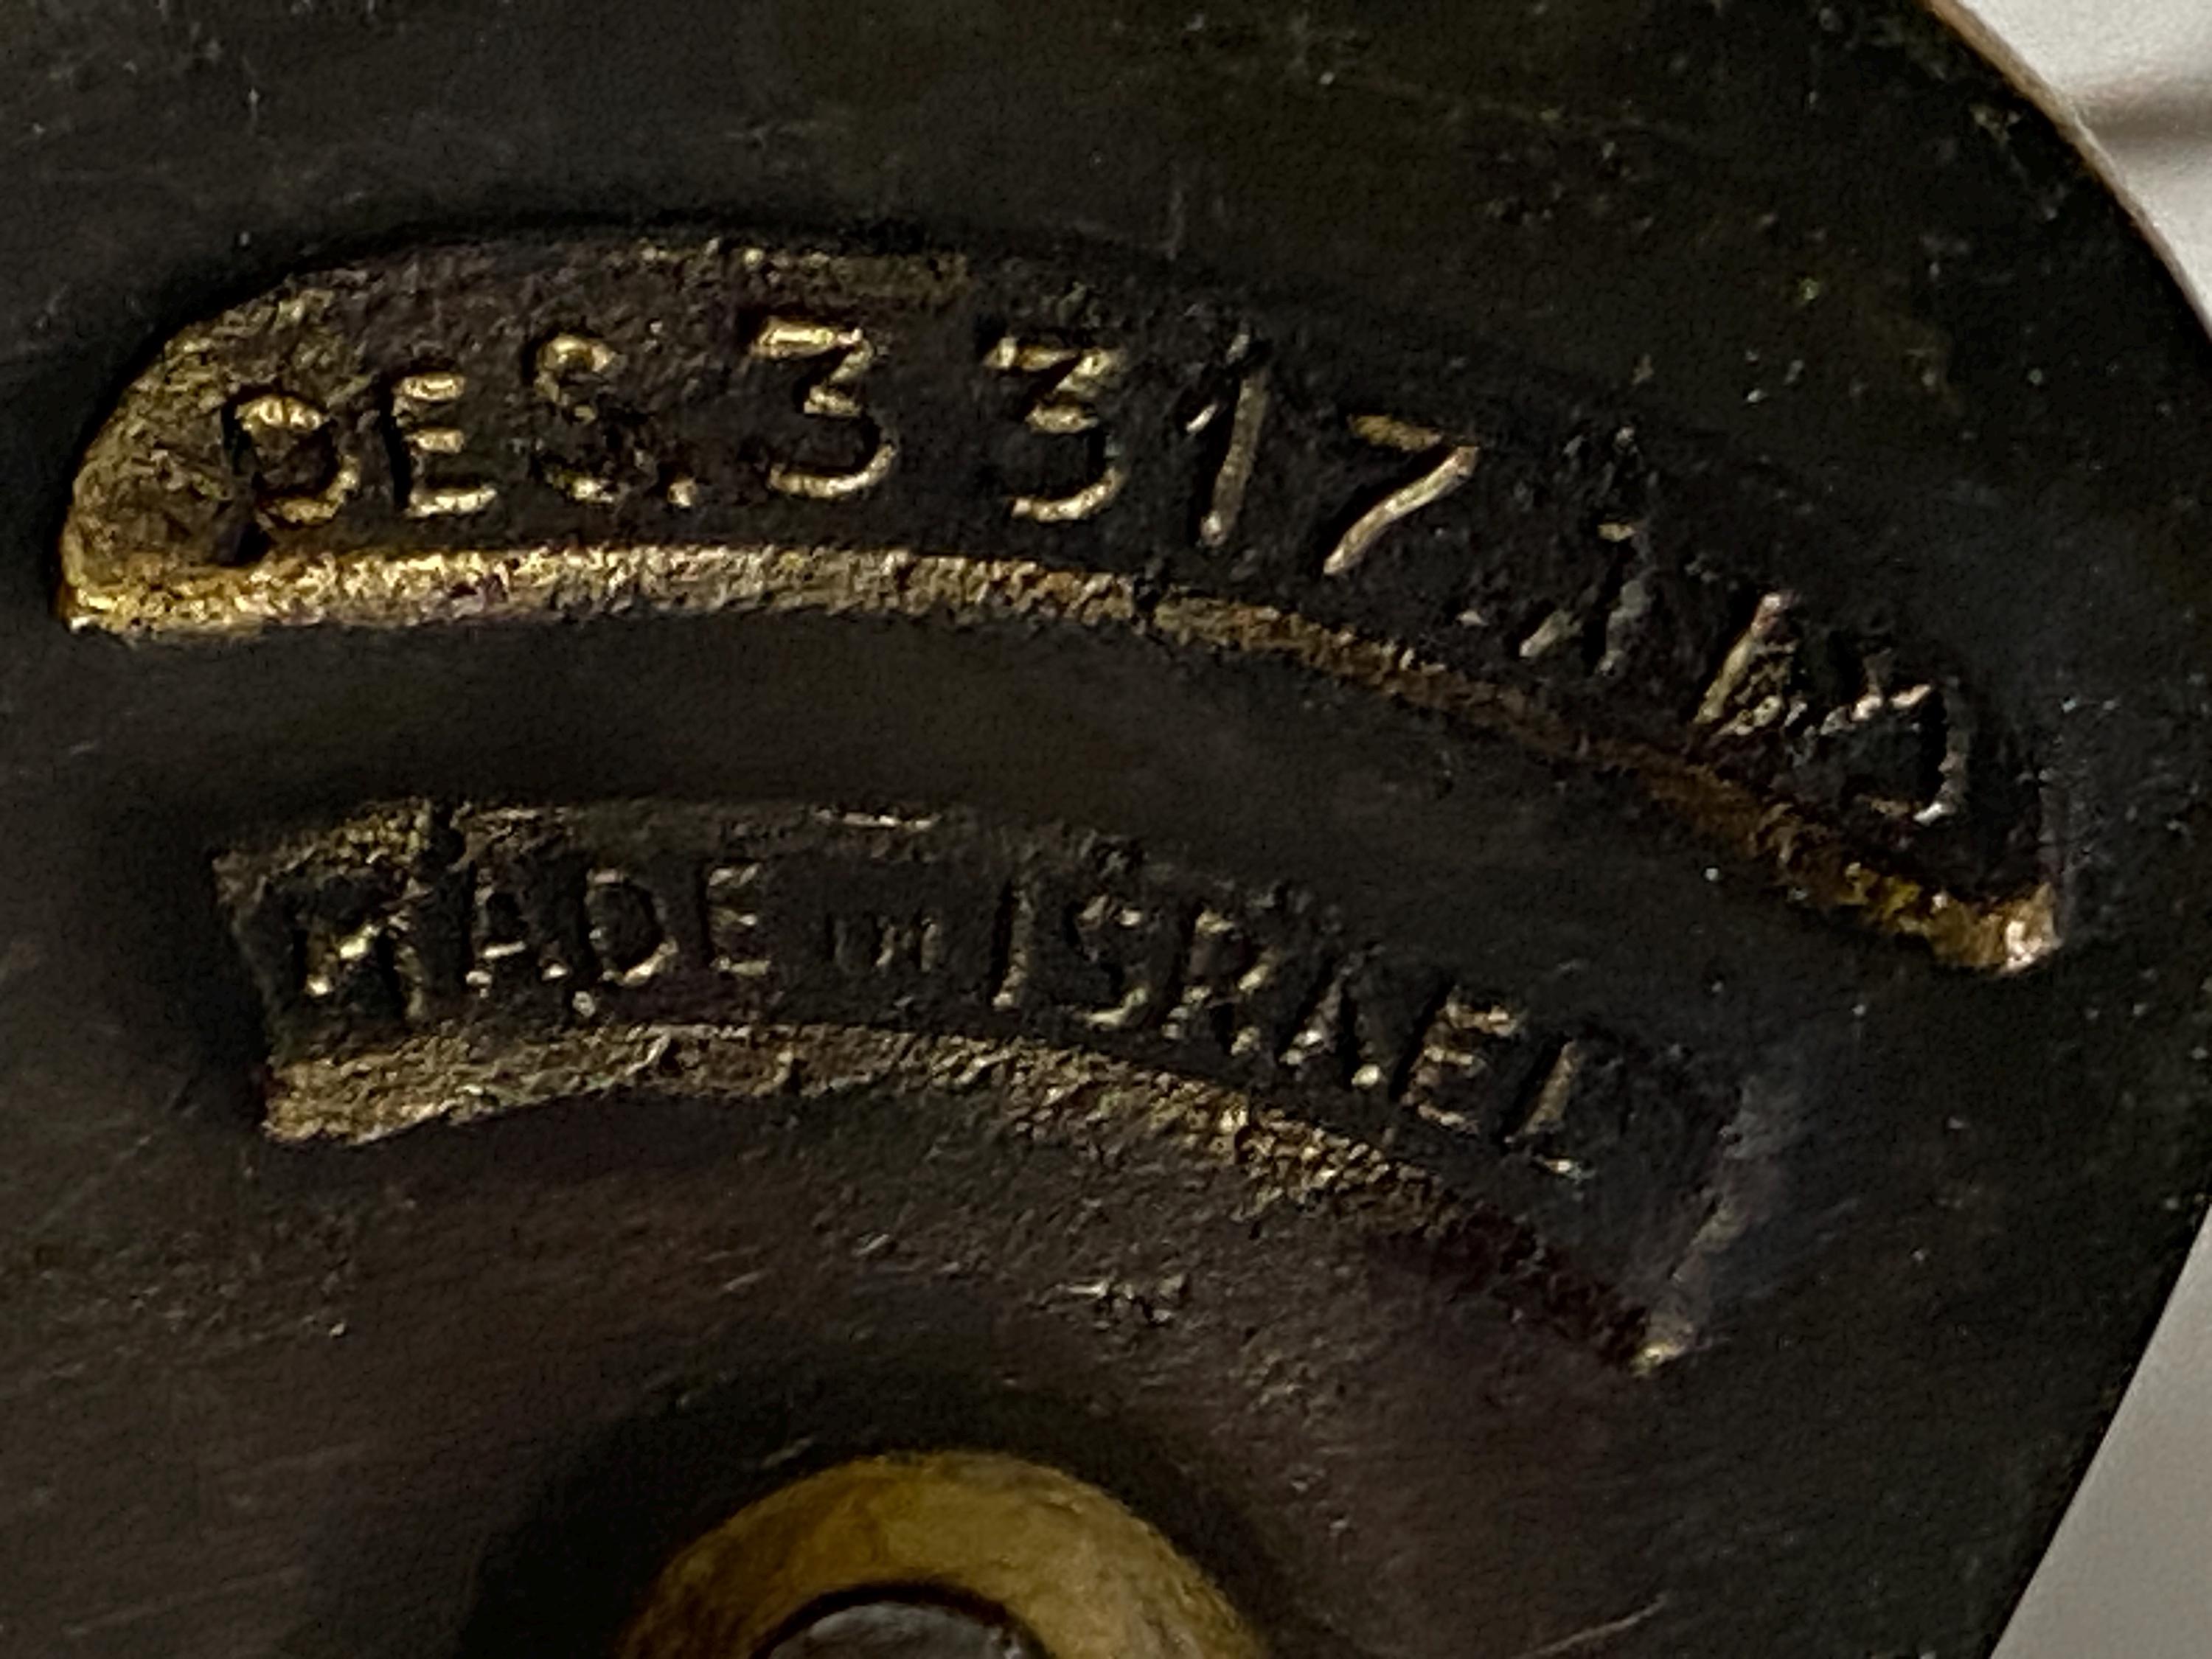 DES. 3317
MADE in ISRAEL